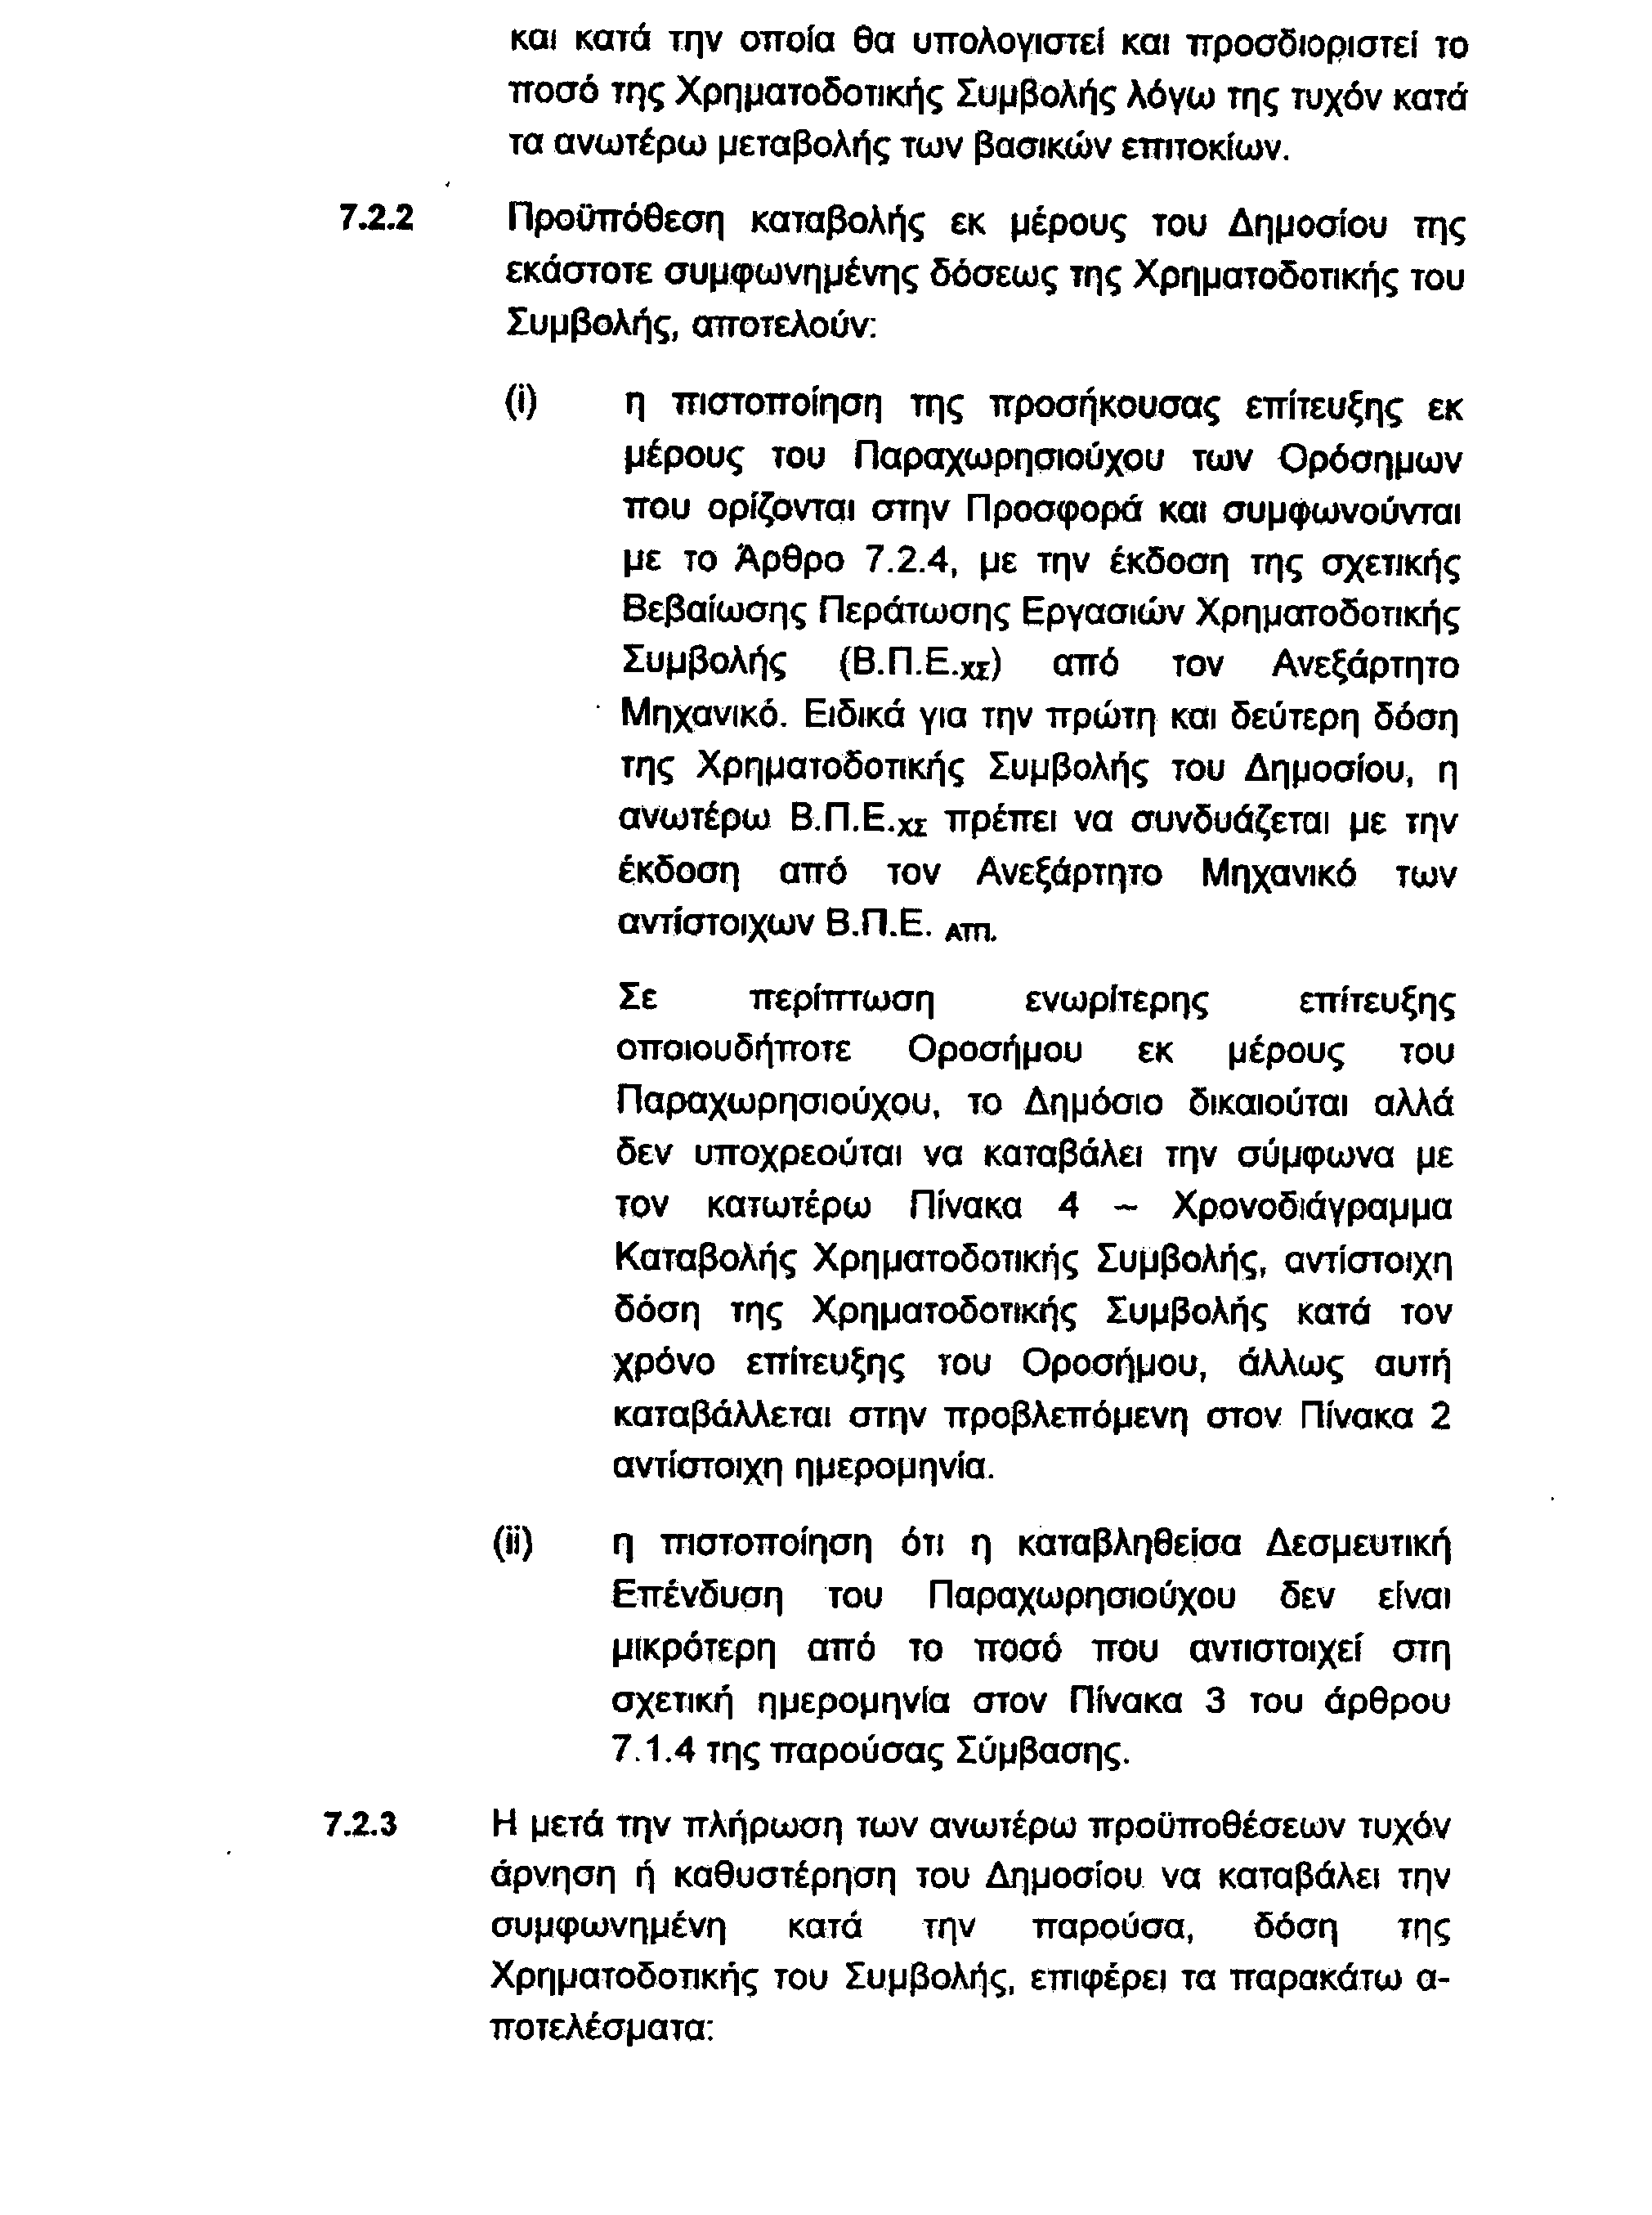 και κατά την οποία θα υπολογιστεί και προσδιοριστεί το
ποσό της Χρηματοδοτικής Συμβολής λόγω της τυχόν κατά
τα ανωτέρω μεταβολής των βασικών επιτοκίων.
7.2.2 Προϋπόθεση καταβολής εκ μέρους του Δημοσίου της
εκάστοτε συμφωνημένης δόσεως της Χρηματοδοτικής του
Συμβολής, αποτελούν:
(i) η πιστοποίηση της προσήκουσας επίτευξης εκ
μέρους του Παραχωρησιούχου των Ορόσημων
που ορίζονται στην Προσφορά και συμφωνούνται
με το Άρθρο 7.2.4, με την έκδοση της σχετικής
Βεβαίωσης Περάτωσης Εργασιών Χρηματοδοτικής
Συμβολής (Β.Π.Ε.ΧΣ) από τον Ανεξάρτητο
Μηχανικό. Ειδικά για την πρώτη και δεύτερη δόση
της Χρηματοδοτικής Συμβολής του Δημοσίου, η
ανωτέρω Β.Π.Ε.ΧΣ πρέπει να συνδυάζεται με την
έκδοση από τον Ανεξάρτητο Μηχανικό των
αντίστοιχων Β.Π.Ε. ΑΤΠ.
Σε περίπτωση ενωρίτερης επίτευξης
οποιουδήποτε Οροσήμου εκ μέρους του
Παραχωρησιούχου, το Δημόσιο δικαιούται αλλά
δεν υποχρεούται να καταβάλει την σύμφωνα με
τον κατωτέρω Πίνακα 4 – Χρονοδιάγραμμα
Καταβολής Χρηματοδοτικής Συμβολής, αντίστοιχη
δόση της Χρηματοδοτικής Συμβολής κατά τον
χρόνο επίτευξης του Οροσήμου, άλλως αυτή
καταβάλλεται στην προβλεπόμενη στον Πίνακα 2
αντίστοιχη ημερομηνία.
(ii) η πιστοποίηση ότι η καταβληθείσα Δεσμευτική
Επένδυση του Παραχωρησιούχου δεν είναι
μικρότερη από το ποσό που αντιστοιχεί στη
σχετική ημερομηνία στον Πίνακα 3 του άρθρου
7.1.4 της παρούσας Σύμβασης.
7.2.3 Η μετά την πλήρωση των ανωτέρω προϋποθέσεων τυχόν
άρνηση ή καθυστέρηση του Δημοσίου να καταβάλει την
συμφωνημένη κατά την παρούσα, δόση της
Χρηματοδοτικής του Συμβολής, επιφέρει τα παρακάτω α-
ποτελέσματα: